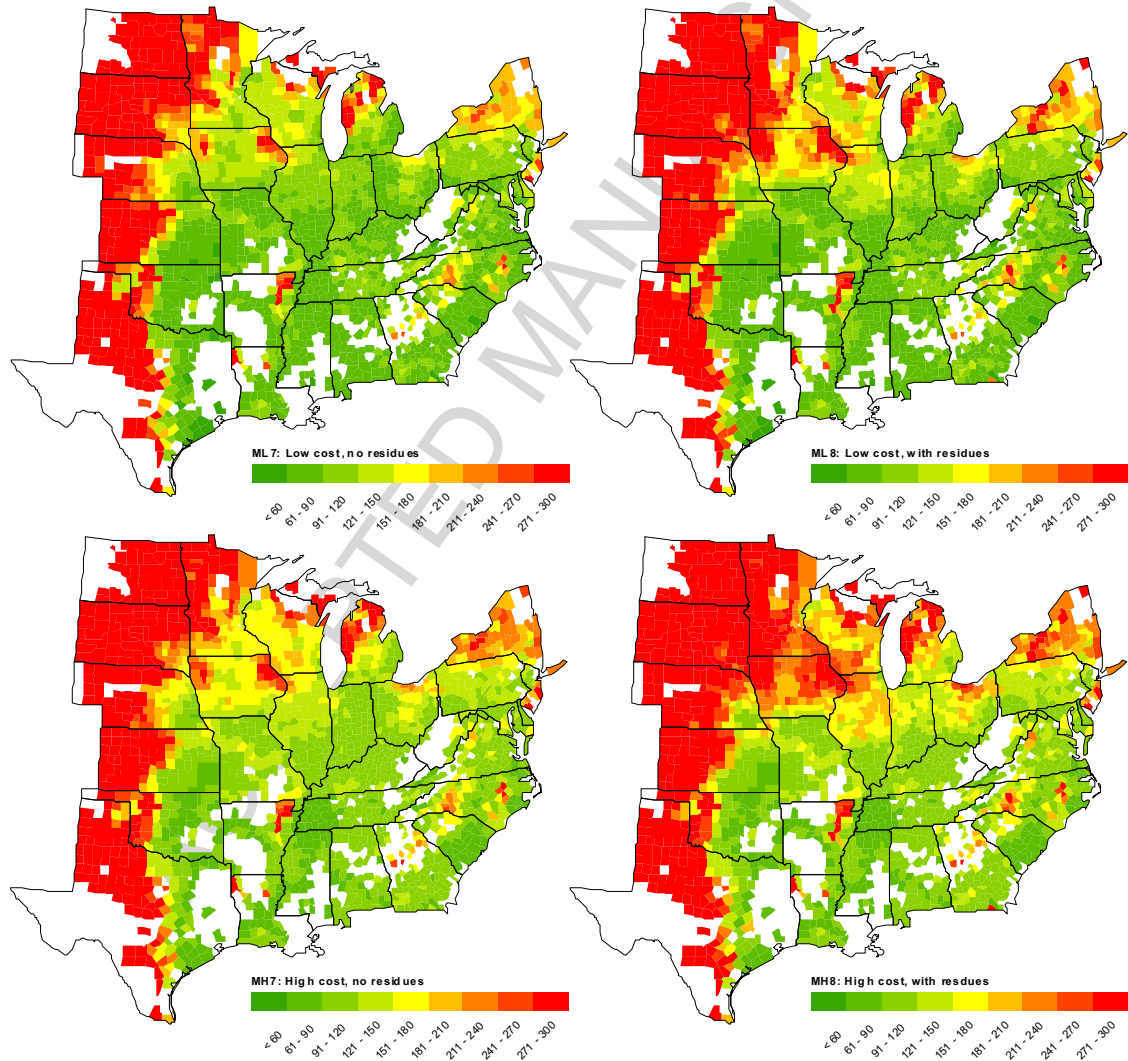 ML7: Low cost, no residues
< 60 61 - 90 91 - 120 121 - 150 151 - 180 181 - 210 211 - 240 241 - 270 271 - 300
ML8: Low cost, with residues
< 60 61 - 90 91 - 120 121 - 150 151 - 180 181 - 210 211 - 240 241 - 270 271 - 300
MH7: High cost, no residues
< 60 61 - 90 91 - 120 121 - 150 151 - 180 181 - 210 211 - 240 241 - 270 271 - 300
MH8: High cost, with resdues
< 60 61 - 90 91 - 120 121 - 150 151 - 180 181 - 210 211 - 240 241 - 270 271 - 300